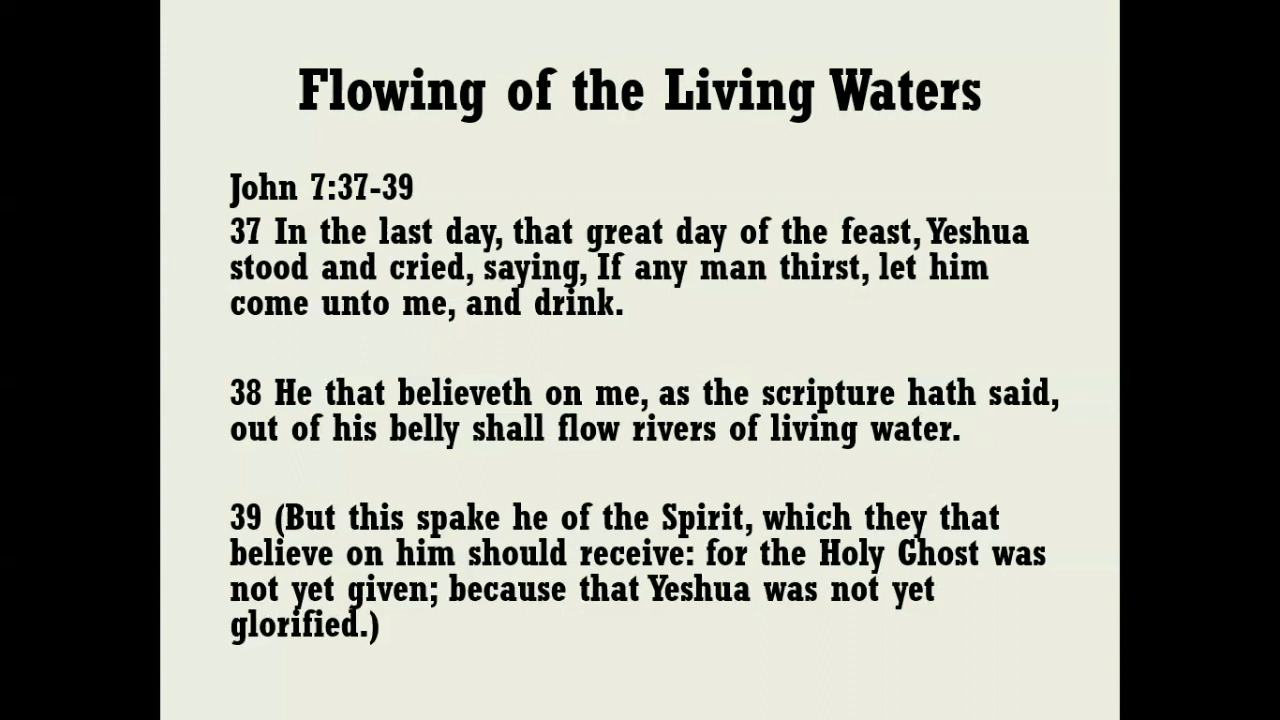 Flowing of the Living Waters
John 7:37-39
37 In the last day, that great day of the feast, Yeshua
stood and cried, saying, If any man thirst, let him
come unto me, and drink.
38 He that believeth on me, as the scripture hath said,
out of his belly shall flow rivers of living water.
39 (But this spake he of the Spirit, which they that
believe on him should receive: for the Holy Ghost was
not yet given; because that Yeshua was not yet
glorified.)